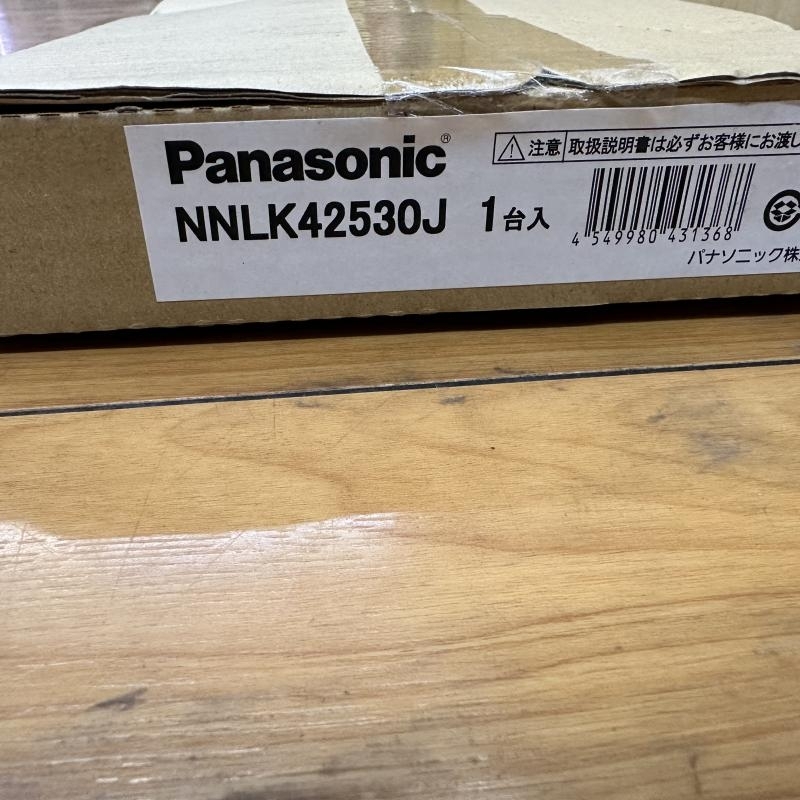 Panasonic®
注意 取扱説明書は必ずお客様にお渡し
NNLK42530J 1台入
4 549980 431368
パナソニック株